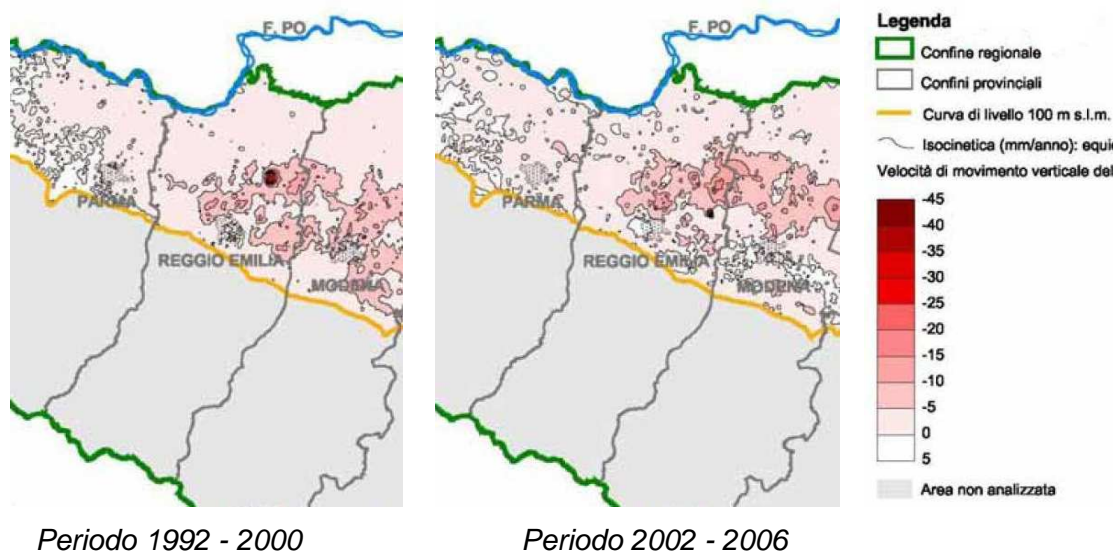 F. PO
PARMA
REGGIO EMILIA
MODENA
Periodo 1992 - 2000
F. PO
PARMA
REGGIO EMILIA
MODENA
Periodo 2002 - 2006
Legenda
Confine regionale
Confini provinciali
Curva di livello 100 m s.l.m.
Isocinetica (mm/anno):
Velocità di movimento verticale del
-45
-40
-35
-30
-25
-20
-15
-10
-5
0
5
Area non analizzata